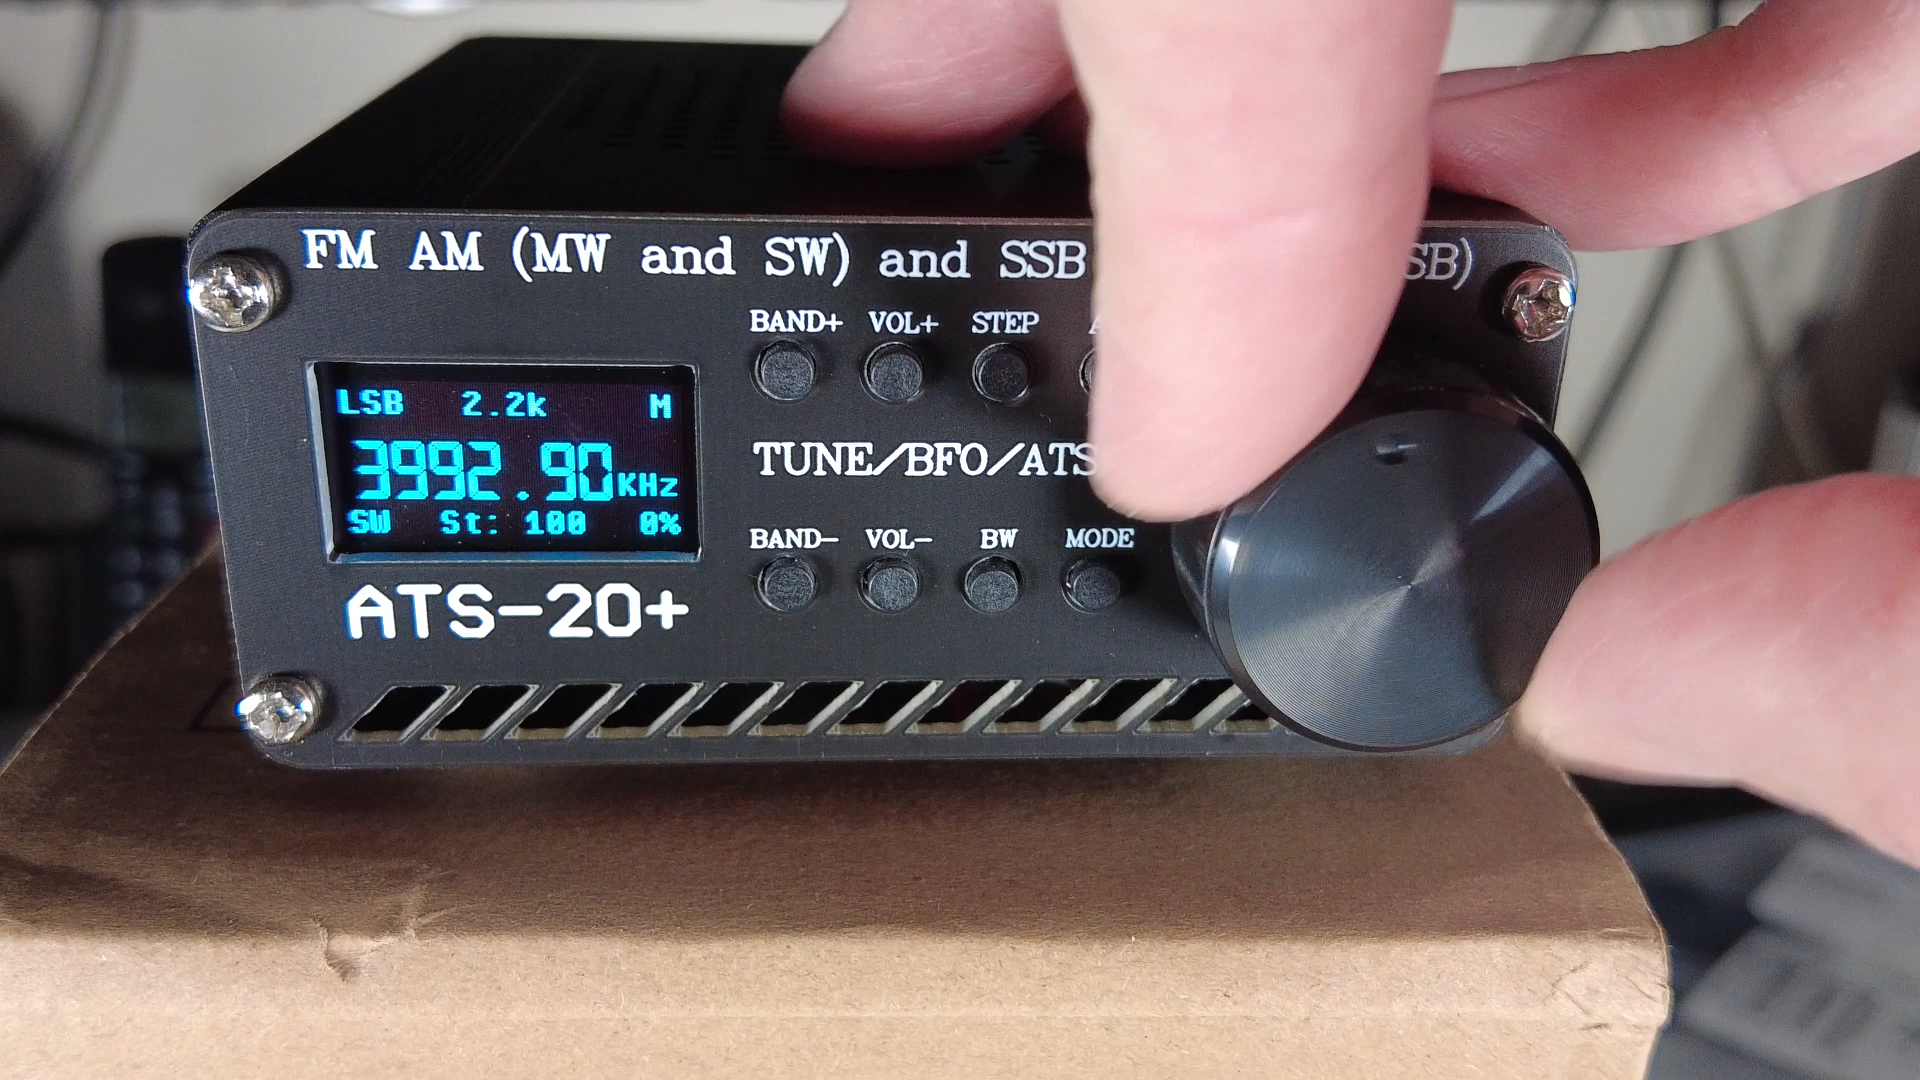 FM AM (MW and SW) and SSB SB)
BAND+ VOL+ STEP
LSB 2.2k M
3992.90KHz
SW St: 100 0%
TUNE/BFO/ATS
BAND- VOL- BW MODE
ATS-20+